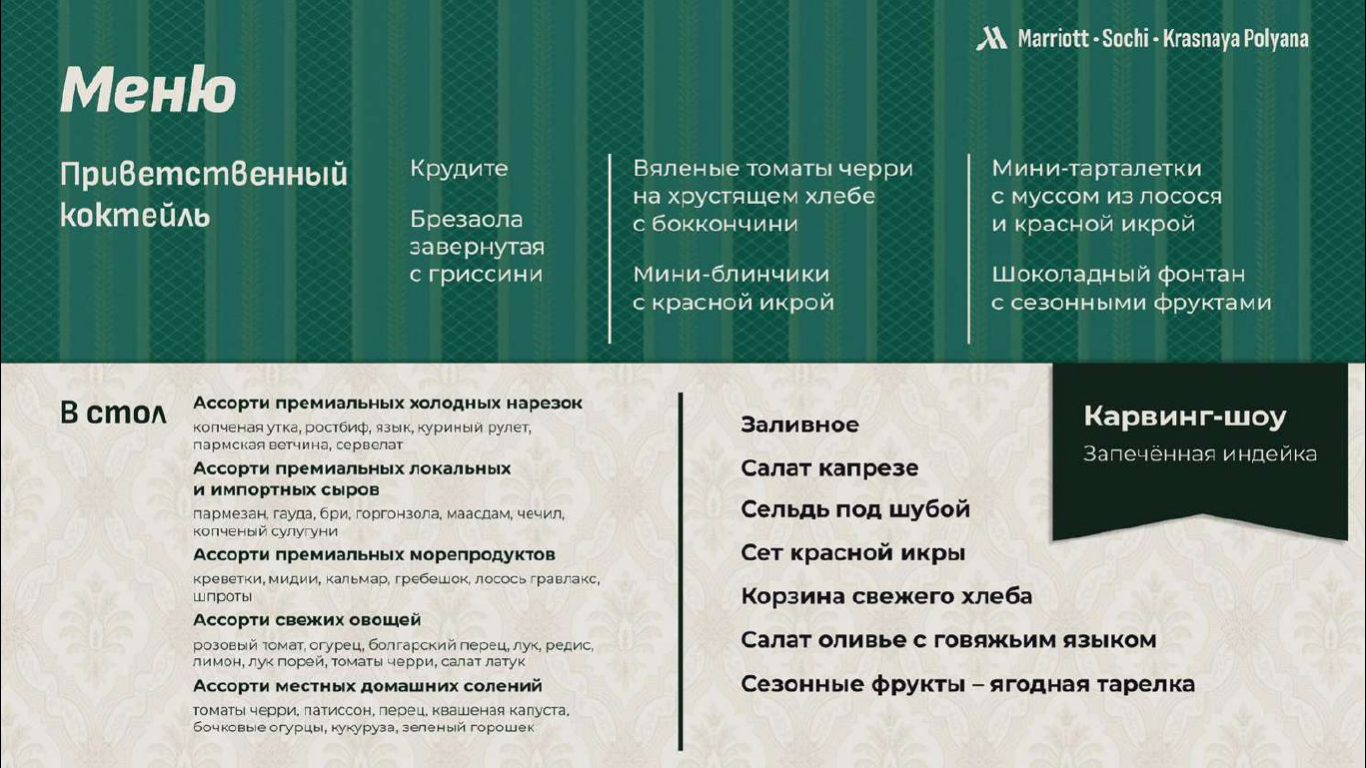 Marriott · Sochi · Krasnaya Polyana
Меню
Приветственный
коктейль
Крудите
Брезаола
завернутая
с гриссини
Вяленые томаты черри
на хрустящем хлебе
с боккончини
Мини-блинчики
с красной икрой
Мини-тарталетки
с муссом из лосося
и красной икрой
Шоколадный фонтан
с сезонными фруктами
В стол
Ассорти премиальных холодных нарезок
копченая утка, ростбиф, язык, куриный рулет,
пармская ветчина, сервелат
Ассорти премиальных локальных
и импортных сыров
пармезан, гауда, бри, горгонзола, маасдам, чечил,
копченый сулугуни
Ассорти премиальных морепродуктов
креветки, мидии, кальмар, гребешок, лосось гравлакс,
шпроты
Ассорти свежих овощей
розовый томат, огурец, болгарский перец, лук, редис,
лимон, лук порей, томаты черри, салат латук
Ассорти местных домашних солений
томаты черри, патиссон, перец, квашеная капуста,
бочковые огурцы, кукуруза, зеленый горошек
Заливное
Салат капрезе
Сельдь под шубой
Сет красной икры
Корзина свежего хлеба
Салат оливье с говяжьим языком
Сезонные фрукты – ягодная тарелка
Карвинг-шоу
Запечённая индейка